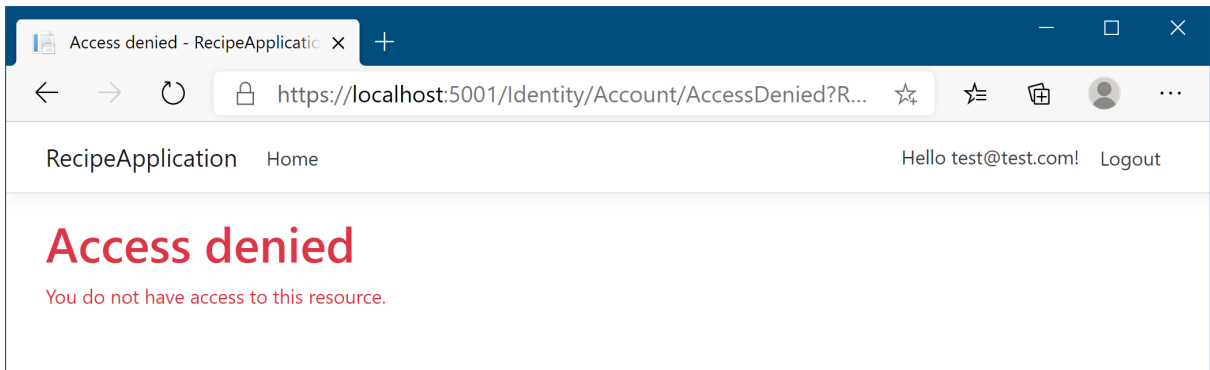 Access denied - RecipeApplicatic
https://localhost:5001/Identity/Account/AccessDenied?R...
RecipeApplication Home Hello test@test.com! Logout
Access denied
You do not have access to this resource.